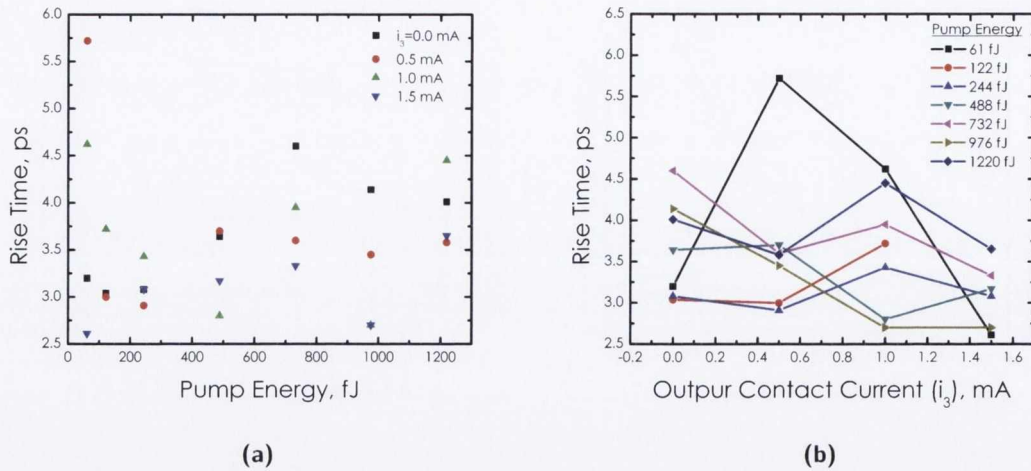 6.0
5.5
5.0
4.5
4.0
3.5
3.0
2.5
0 200 400 600 800 1000 1200
Rise Time, ps
Pump Energy, fJ
i3=0.0 mA
0.5 mA
1.0 mA
1.5 mA
(a)
6.5
6.0
5.5
5.0
4.5
4.0
3.5
3.0
2.5
-0.2 0.0 0.2 0.4 0.6 0.8 1.0 1.2 1.4 1.6
Rise Time, ps
Outpur Contact Current (i3), mA
Pump Energy
61 fJ
122 fJ
244 fJ
488 fJ
732 fJ
976 fJ
1220 fJ
(b)